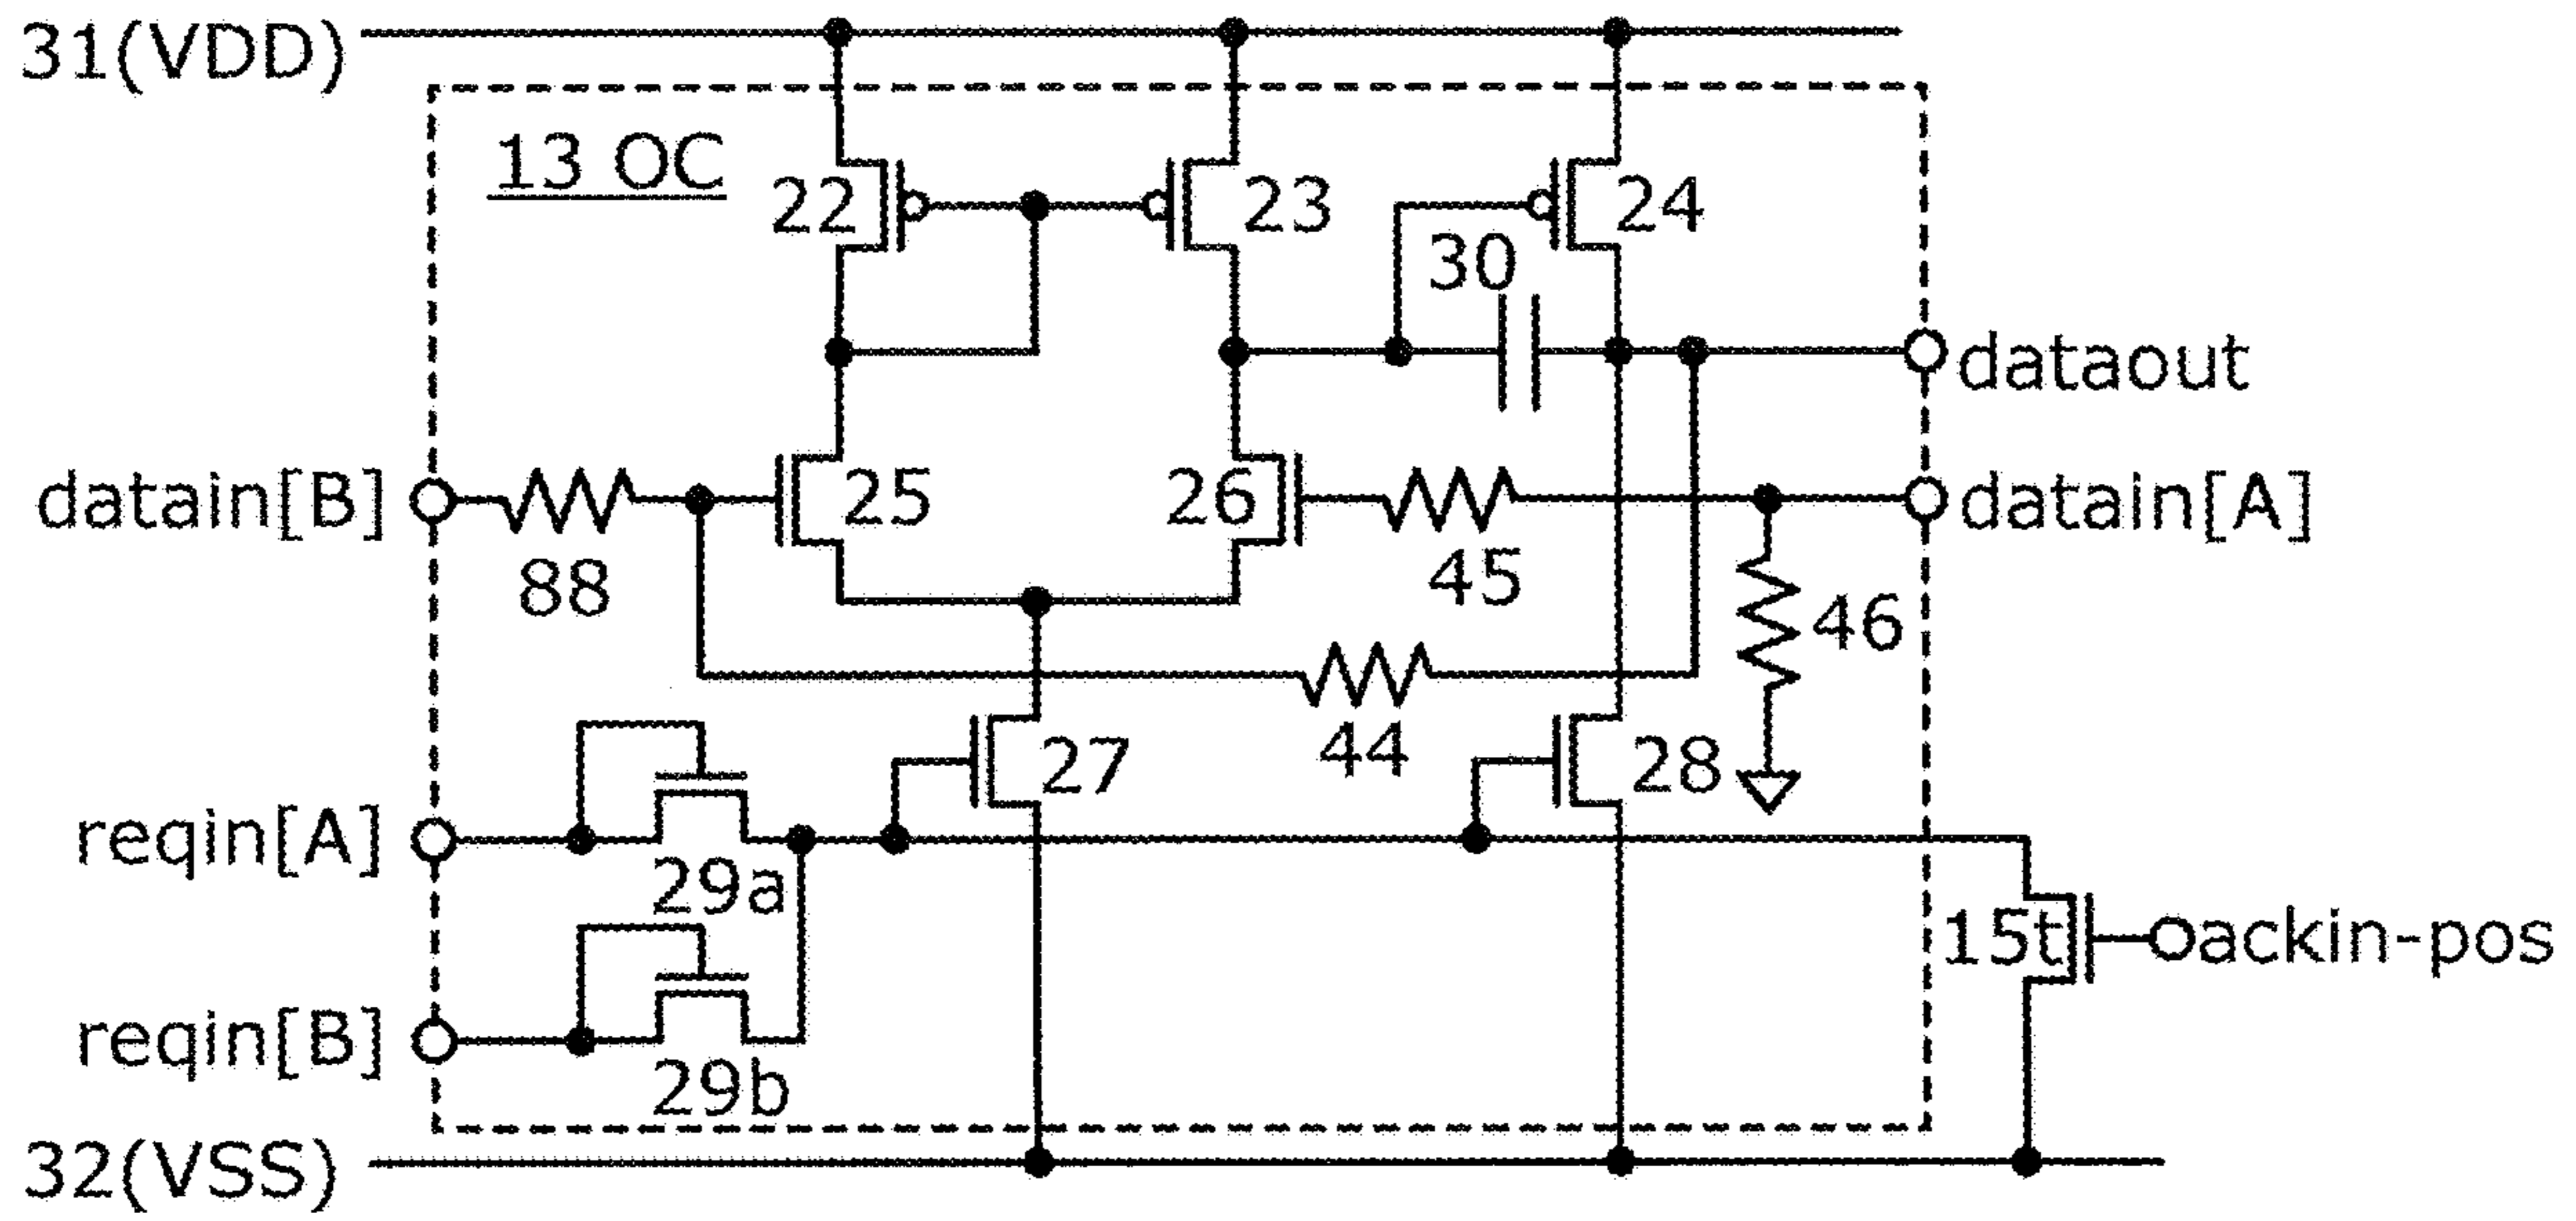 31(VDD)
13 OC
22
23
24
30
dataout
datain[B]
25
26
datain[A]
88
45
46
44
27
28
reqin[A]
29a
15t
ackin-pos
reqin[B]
29b
32(VSS)